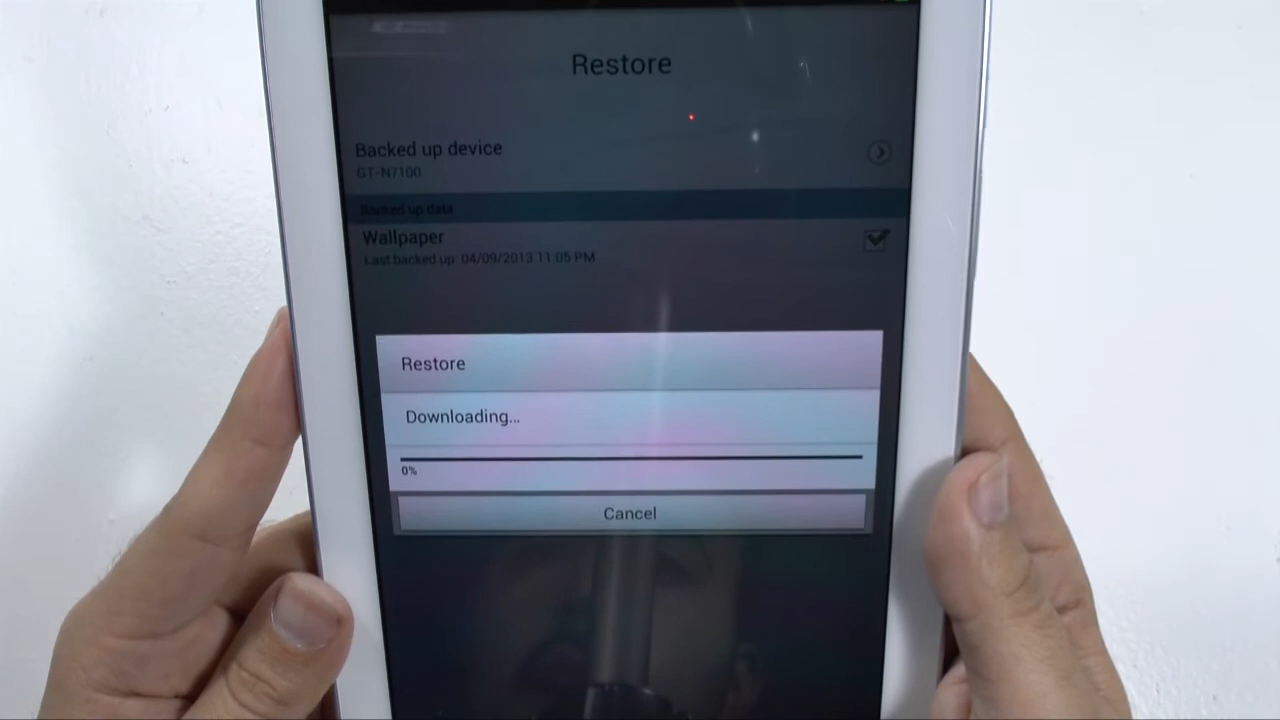 Restore
Backed up device
GT-N7100
Backed up data
Wallpaper
Last backed up: 04/09/2013 11:05 PM
Restore
Downloading...
0%
Cancel